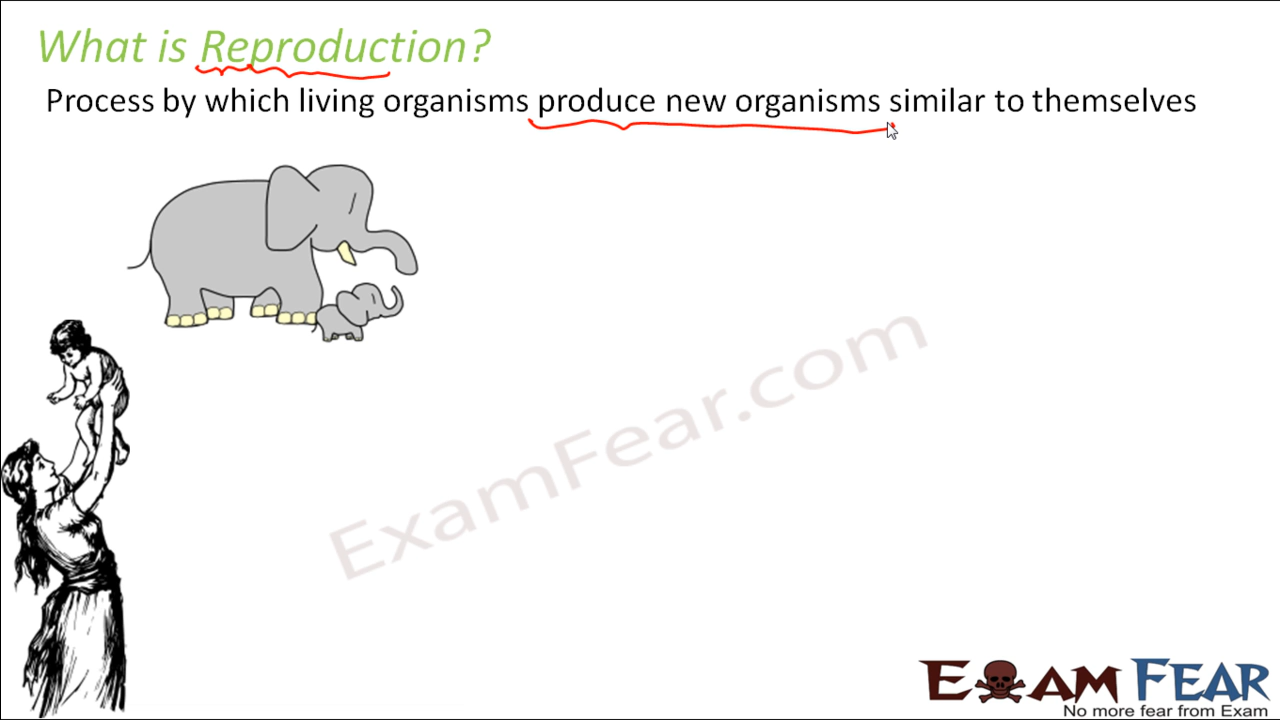 What is Reproduction?
Process by which living organisms produce new organisms similar to themselves
ExamFear.com
EXAM FEAR
No more fear from Exam